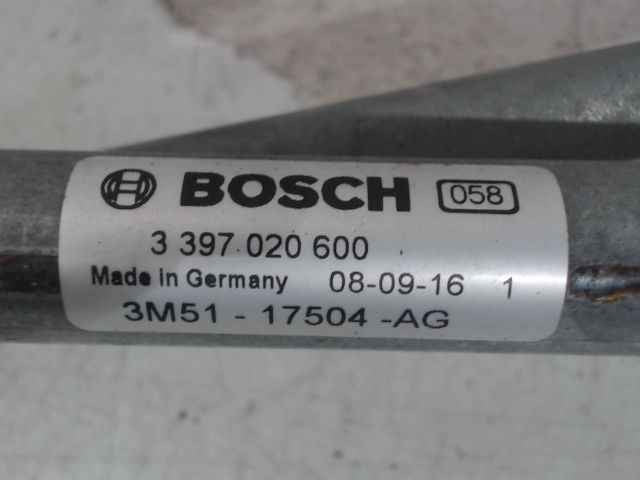 BOSCH 058
3 397 020 600
Made in Germany 08-09-16 1
3M51 - 17504 -AG